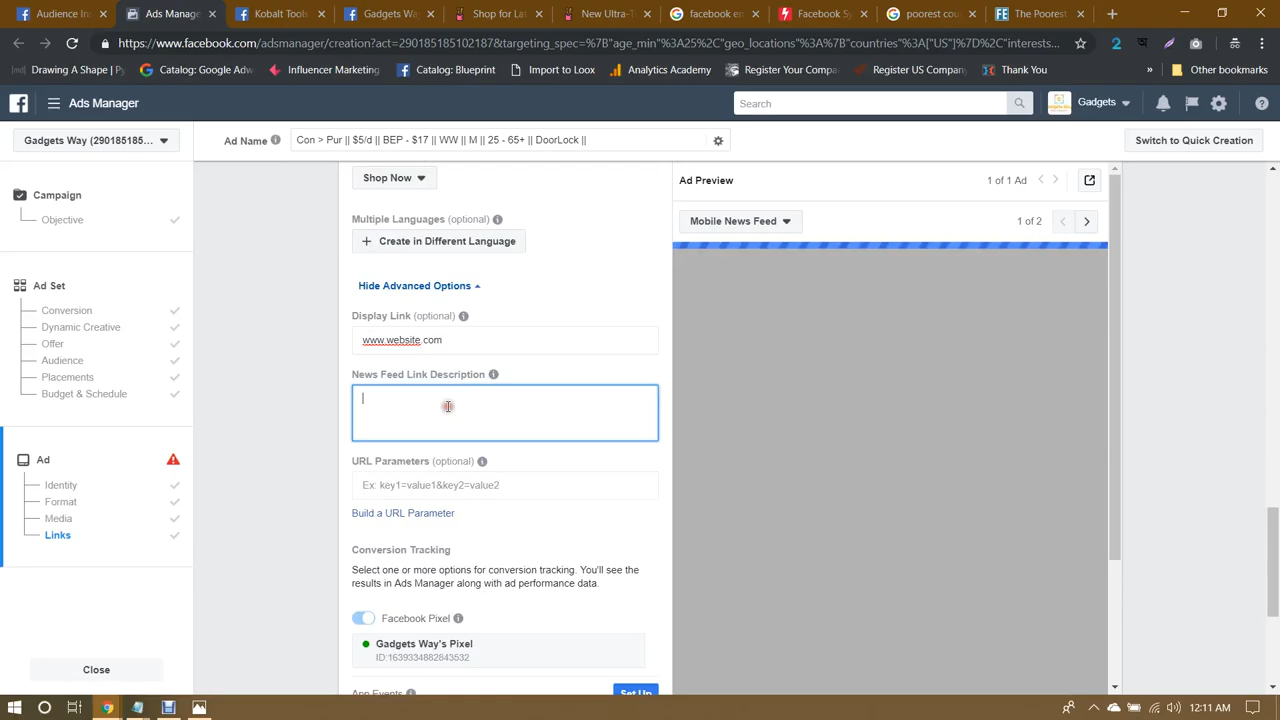 Audience In
Ads Manage
Kobalt Tools
Gadgets Way
Shop for Lat
New Ultra-T
facebook en
Facebook Sy
poorest cou
The Poorest
https://www.facebook.com/adsmanager/creation?act=290185185102187&targeting_spec=%7B"age_min"%3A25%2C"geo_locations"%3A%7B"countries"%3A["US"]%7D%2C"interests...
Drawing A Shape | Py
Catalog: Google Adw
Influencer Marketing
Catalog: Blueprint
Import to Loox
Analytics Academy
Register Your Compa
Register US Company
Thank You
»
Other bookmarks
Ads Manager
Search
Gadgets
Gadgets Way (290185185...
Ad Name
Con > Pur || $5/d || BEP - $17 || WW || M || 25 - 65+ || DoorLock ||
Switch to Quick Creation
Campaign
Objective
Ad Set
Conversion
Dynamic Creative
Offer
Audience
Placements
Budget & Schedule
Ad
Identity
Format
Media
Links
Close
Shop Now
Multiple Languages (optional)
+ Create in Different Language
Hide Advanced Options
Display Link (optional)
www.website.com
News Feed Link Description
URL Parameters (optional)
Ex: key1=value1&key2=value2
Build a URL Parameter
Conversion Tracking
Select one or more options for conversion tracking. You'll see the
results in Ads Manager along with ad performance data.
Facebook Pixel
Gadgets Way's Pixel
ID:1639334882843532
App Events
Set Up
Ad Preview
1 of 1 Ad
Mobile News Feed
1 of 2
12:11 AM